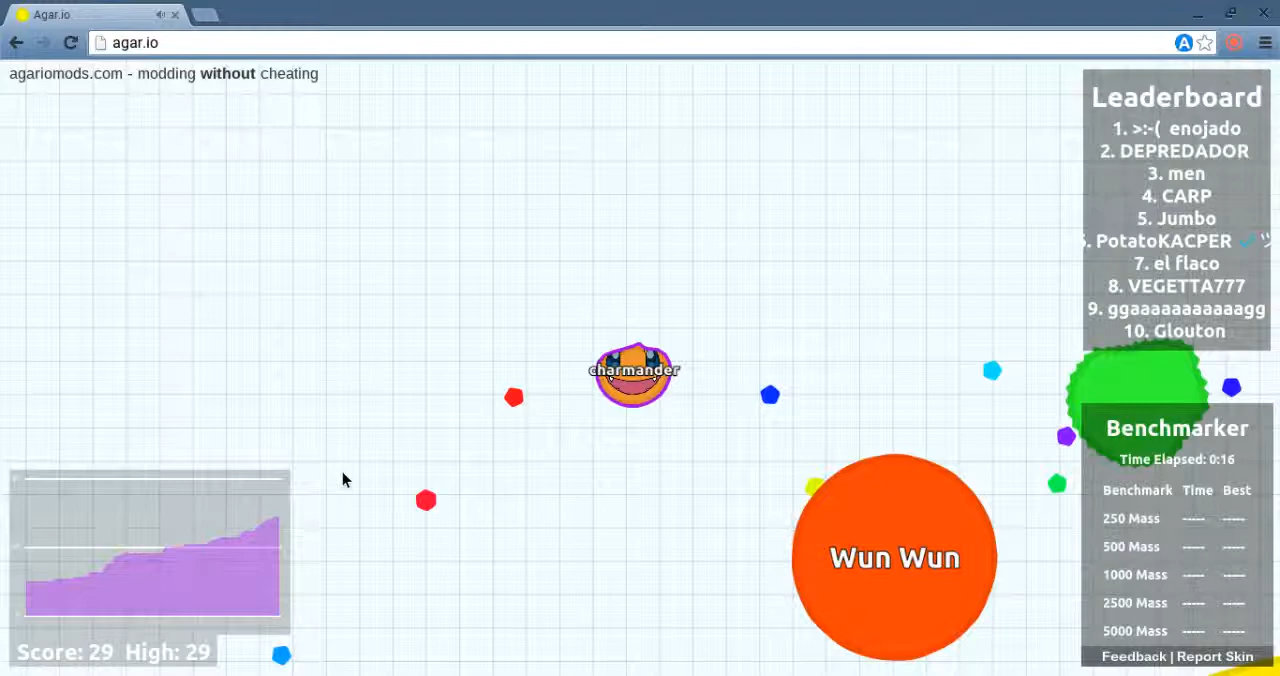 Agar.io
agar.io
agariomods.com - modding without cheating
Leaderboard
1. >:-( enojado
2. DEPREDADOR
3. men
4. CARP
5. Jumbo
6. PotatoKACPER ✓ ツ
7. el flaco
8. VEGETTA777
9. ggaaaaaaaaaaagg
10. Glouton
charmander
Wun Wun
Benchmarker
Time Elapsed: 0:16
Benchmark Time Best
250 Mass ----- -----
500 Mass ----- -----
1000 Mass ----- -----
2500 Mass ----- -----
5000 Mass ----- -----
Feedback | Report Skin
Score: 29 High: 29